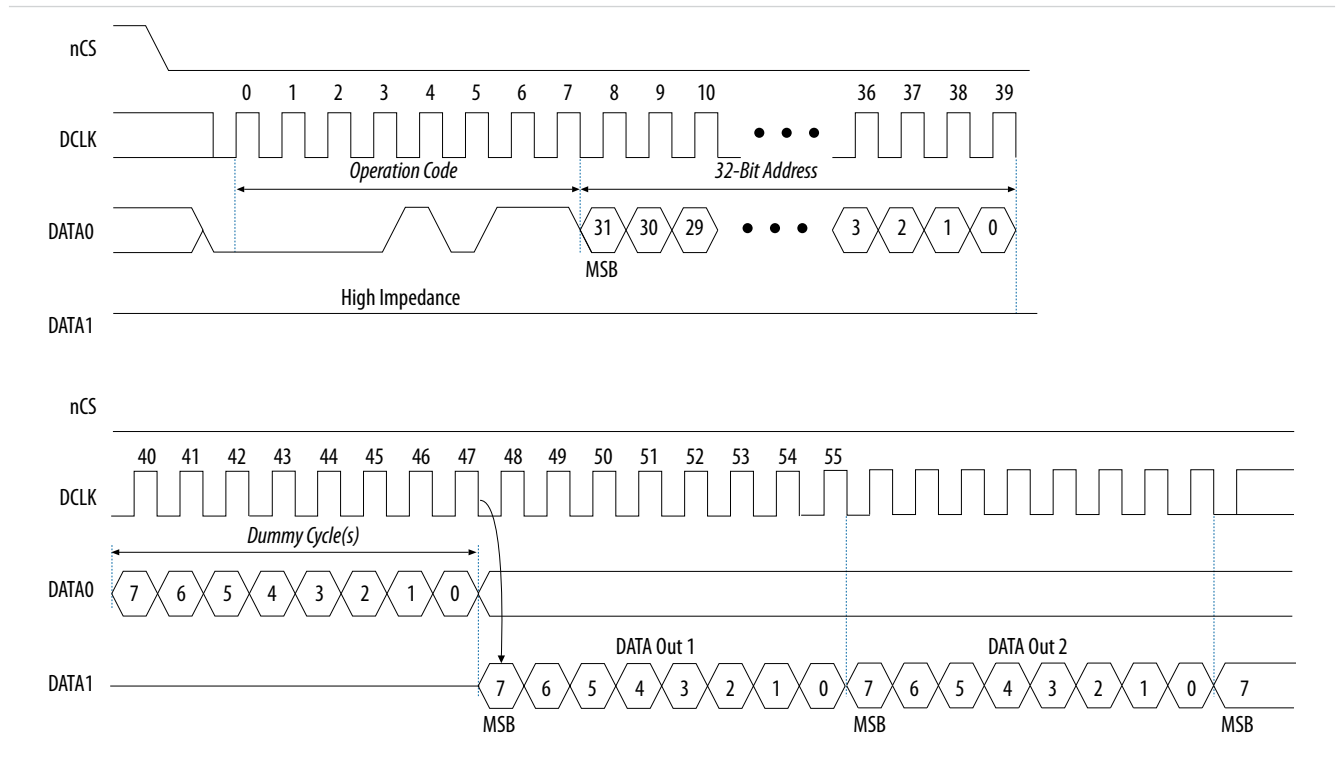 nCS
0 1 2 3 4 5 6 7 8 9 10 36 37 38 39
DCLK
Operation Code 32-Bit Address
DATA0 31 30 29 3 2 1 0
MSB
High Impedance
DATA1
nCS
40 41 42 43 44 45 46 47 48 49 50 51 52 53 54 55
DCLK
Dummy Cycle(s)
DATA0 7 6 5 4 3 2 1 0
DATA Out 1 DATA Out 2
DATA1 7 6 5 4 3 2 1 0 7 6 5 4 3 2 1 0 7
MSB MSB MSB